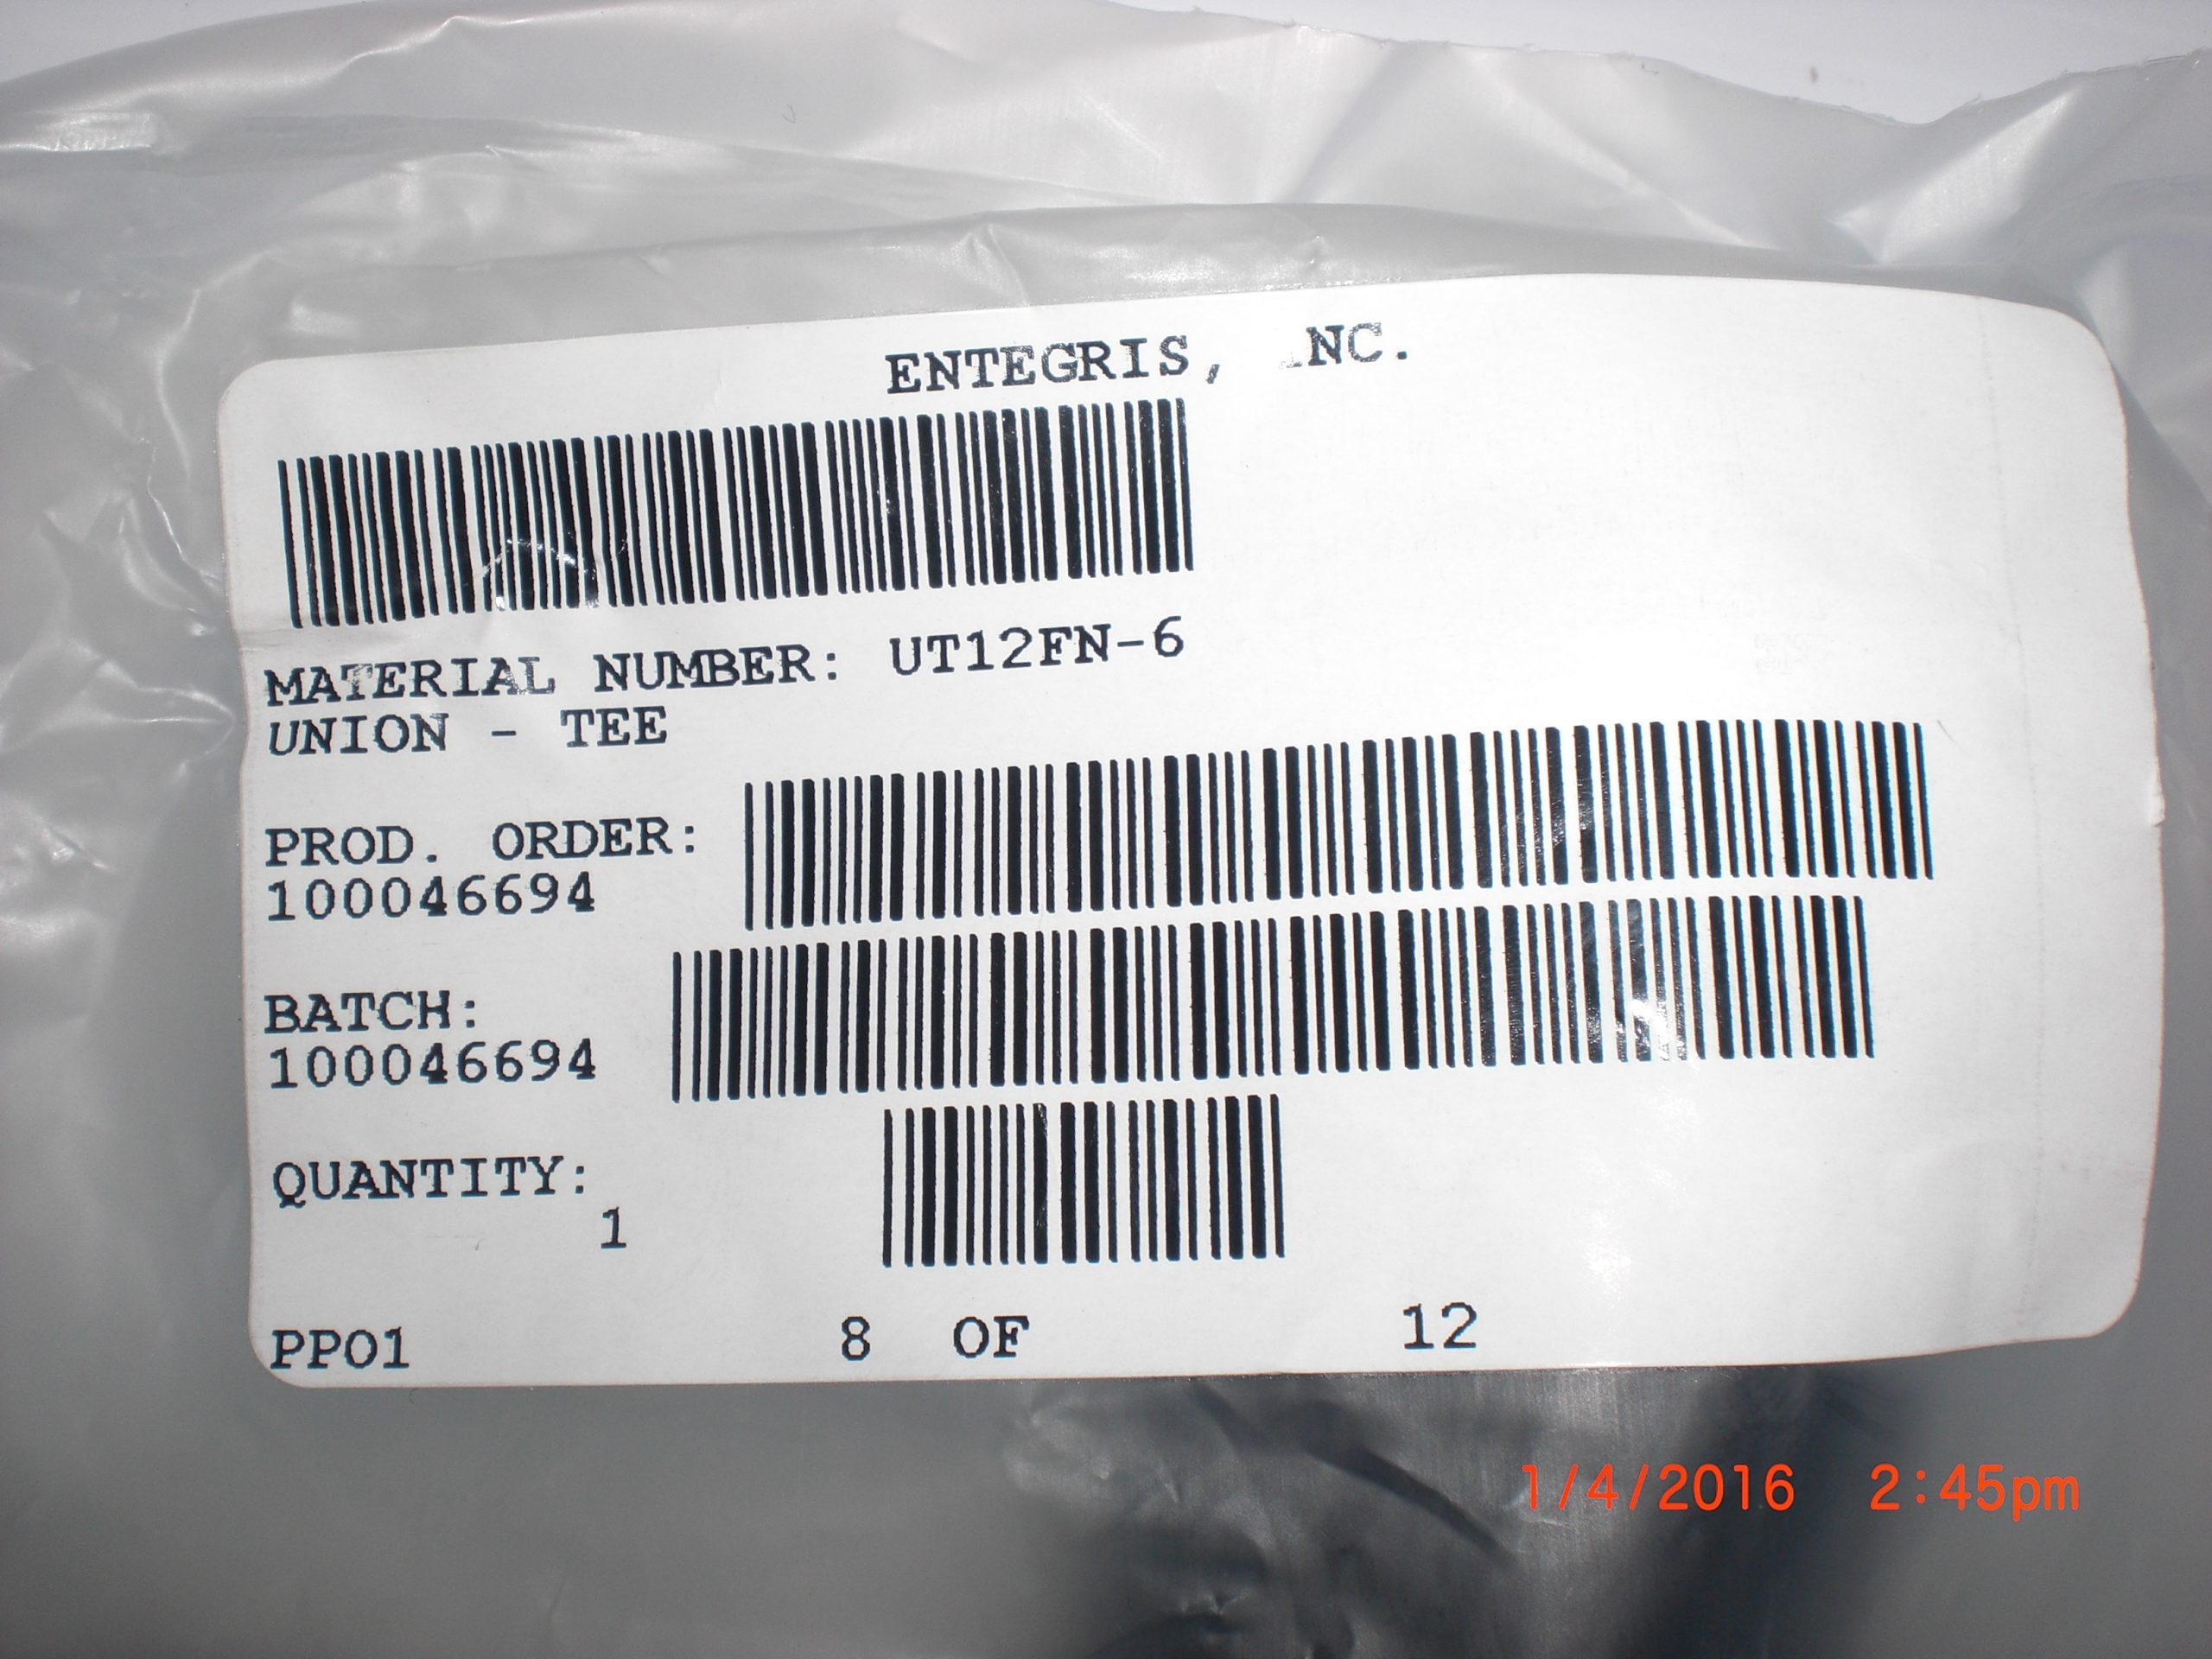 ENTEGRIS, INC.
MATERIAL NUMBER: UT12FN-6
UNION - TEE
PROD. ORDER:
100046694
BATCH:
100046694
QUANTITY:
1
PP01 8 OF 12
1/4/2016 2:45pm